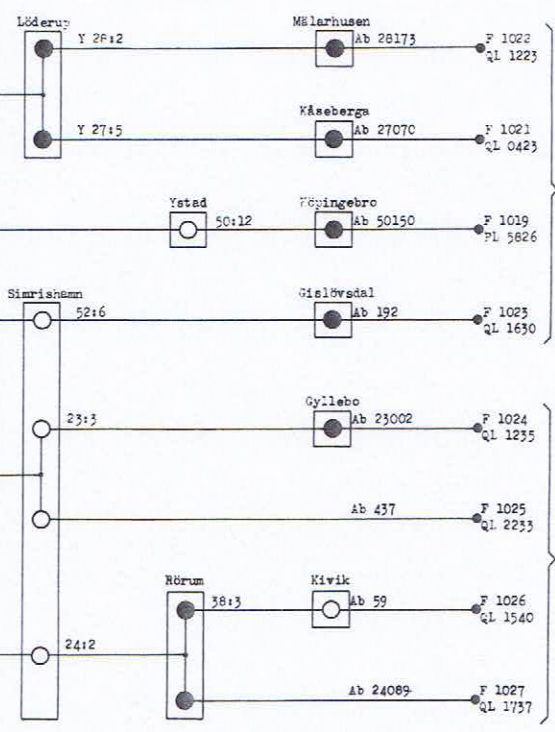 Löderup
Mälarhusen
Y 28:2
Ab 28173
F 1022
QL 1223
Kåseberga
Y 27:5
Ab 27070
F 1021
QL 0423
Ystad
Köpingebro
50:12
Ab 50150
F 1019
PL 5826
Simrishamn
Gislövsdal
52:6
Ab 192
F 1023
QL 1630
Gyllebo
23:3
Ab 23002
F 1024
QL 1235
Ab 437
F 1025
QL 2233
Rörum
Kivik
38:3
Ab 59
F 1026
QL 1540
24:2
Ab 24089
F 1027
QL 1737